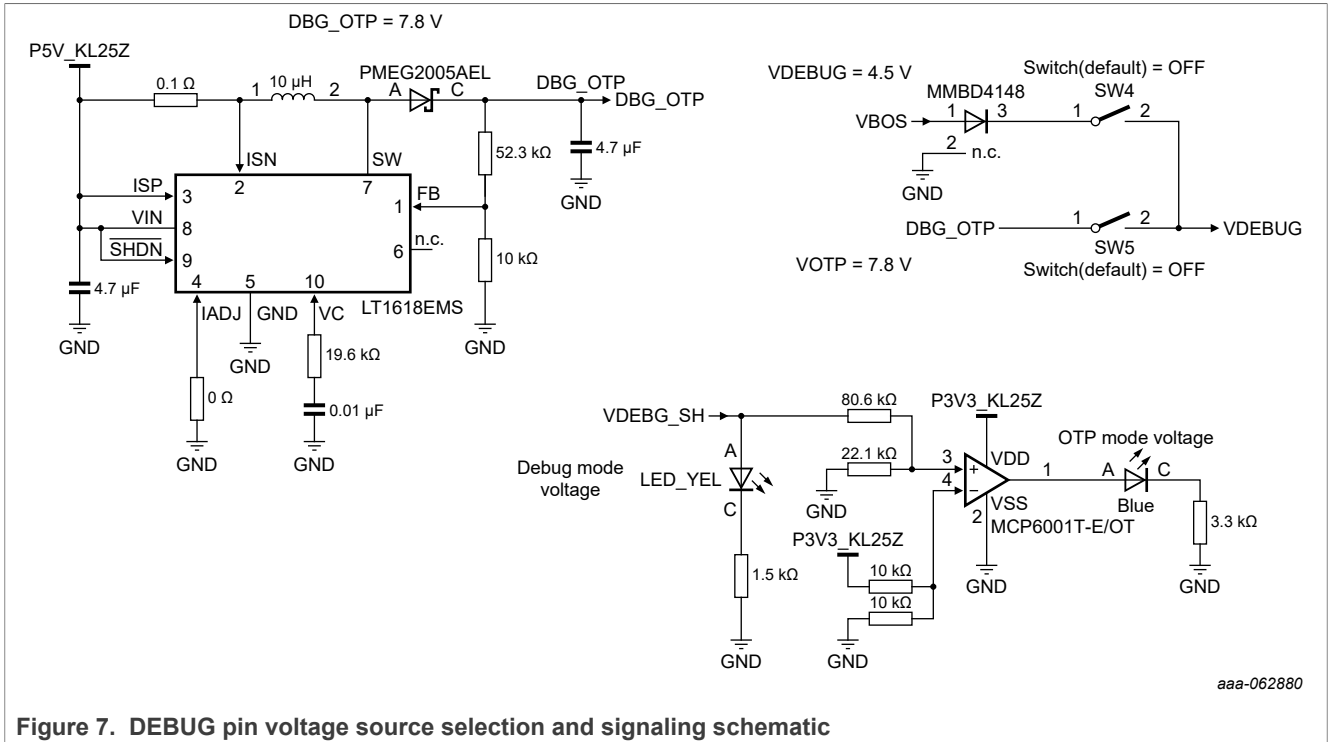 DBG_OTP = 7.8 V
P5V_KL25Z
0.1 Ω
1
10 µH
2
PMEG2005AEL
A
C
DBG_OTP
DBG_OTP
52.3 kΩ
4.7 µF
GND
ISN
SW
2
7
ISP
3
FB
1
VIN
8
SHDN
9
6
n.c.
10 kΩ
4.7 µF
GND
4
5
10
LT1618EMS
IADJ
GND
VC
GND
GND
19.6 kΩ
0 Ω
0.01 µF
GND
GND
VDEBUG = 4.5 V
Switch(default) = OFF
MMBD4148
SW4
VBOS
1
3
1
2
2
n.c.
GND
DBG_OTP
1
2
VDEBUG
SW5
VOTP = 7.8 V
Switch(default) = OFF
VDEBG_SH
80.6 kΩ
P3V3_KL25Z
OTP mode voltage
A
Debug mode
voltage
LED_YEL
C
22.1 kΩ
GND
3
4
+
−
VDD
1
A
C
VSS
Blue
2
MCP6001T-E/OT
3.3 kΩ
P3V3_KL25Z
1.5 kΩ
10 kΩ
10 kΩ
GND
GND
GND
GND
aaa-062880
Figure 7. DEBUG pin voltage source selection and signaling schematic